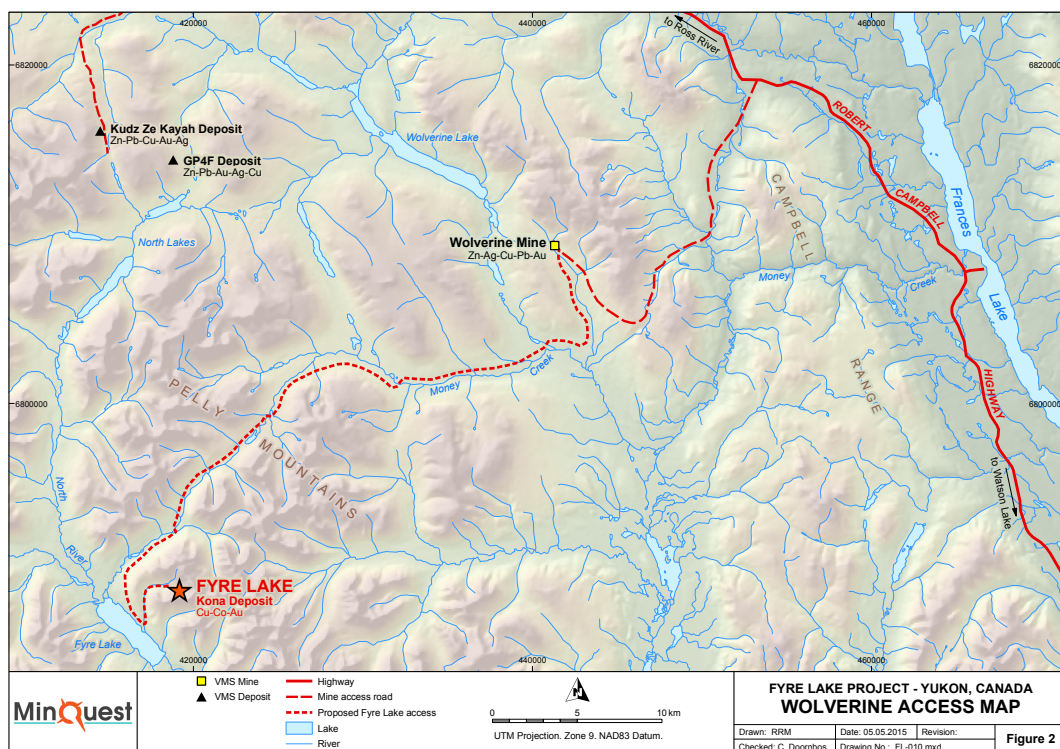 420000
440000
460000
to Ross River
6820000
6820000
Kudz Ze Kayah Deposit
Zn-Pb-Cu-Au-Ag
GP4F Deposit
Zn-Pb-Au-Ag-Cu
Wolverine Lake
ROBERT
CAMPBELL
HIGHWAY
Frances
Lake
CAMPBELL
RANGE
North Lakes
Wolverine Mine
Zn-Ag-Cu-Pb-Au
Money
Creek
Money
Creek
PELLY
MOUNTAINS
6800000
6800000
to Watson Lake
North
River
FYRE LAKE
Kona Deposit
Cu-Co-Au
Fyre Lake
420000
440000
460000
MinQuest
VMS Mine
VMS Deposit
Highway
Mine access road
Proposed Fyre Lake access
Lake
River
N
0 5 10 km
UTM Projection. Zone 9. NAD83 Datum.
FYRE LAKE PROJECT - YUKON, CANADA
WOLVERINE ACCESS MAP
Drawn: RRM
Date: 05.05.2015
Revision:
Figure 2
Checked: C. Doornbos
Drawing No.: FL-010.mxd